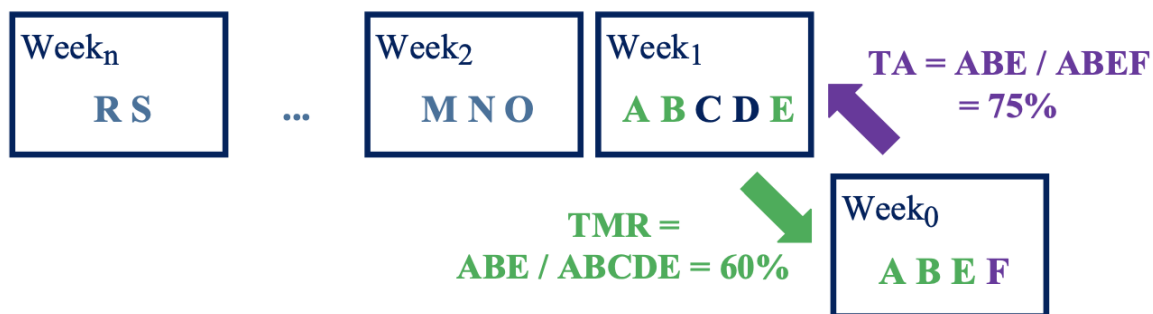 Weekₙ
R S
...
Week₂
M N O
Week₁
A B C D E
TA = ABE / ABEF
= 75%
TMR =
ABE / ABCDE = 60%
Week₀
A B E F